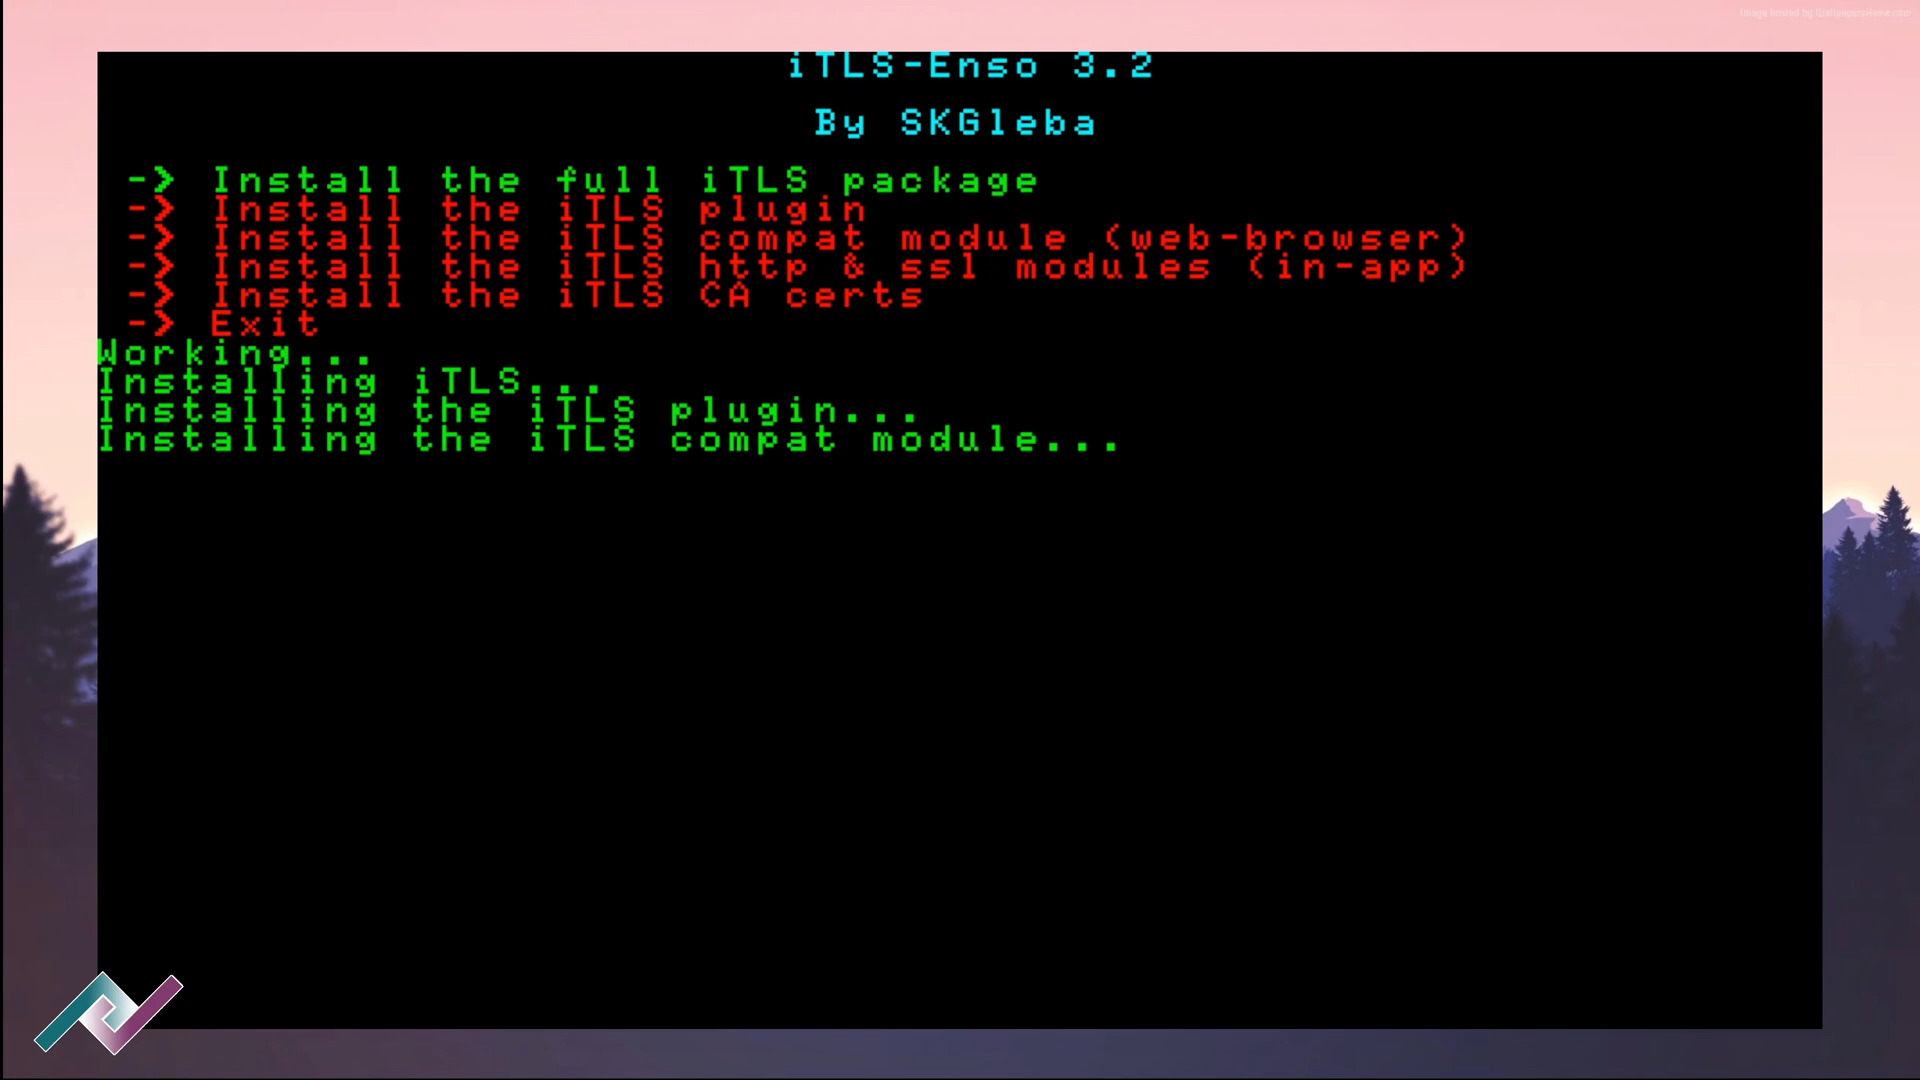 iTLS-Enso 3.2
By SKGleba
-> Install the full iTLS package
-> Install the iTLS plugin
-> Install the iTLS compat module (web-browser)
-> Install the iTLS http & ssl modules (in-app)
-> Install the iTLS CA certs
-> Exit
Working...
Installing iTLS...
Installing the iTLS plugin...
Installing the iTLS compat module...